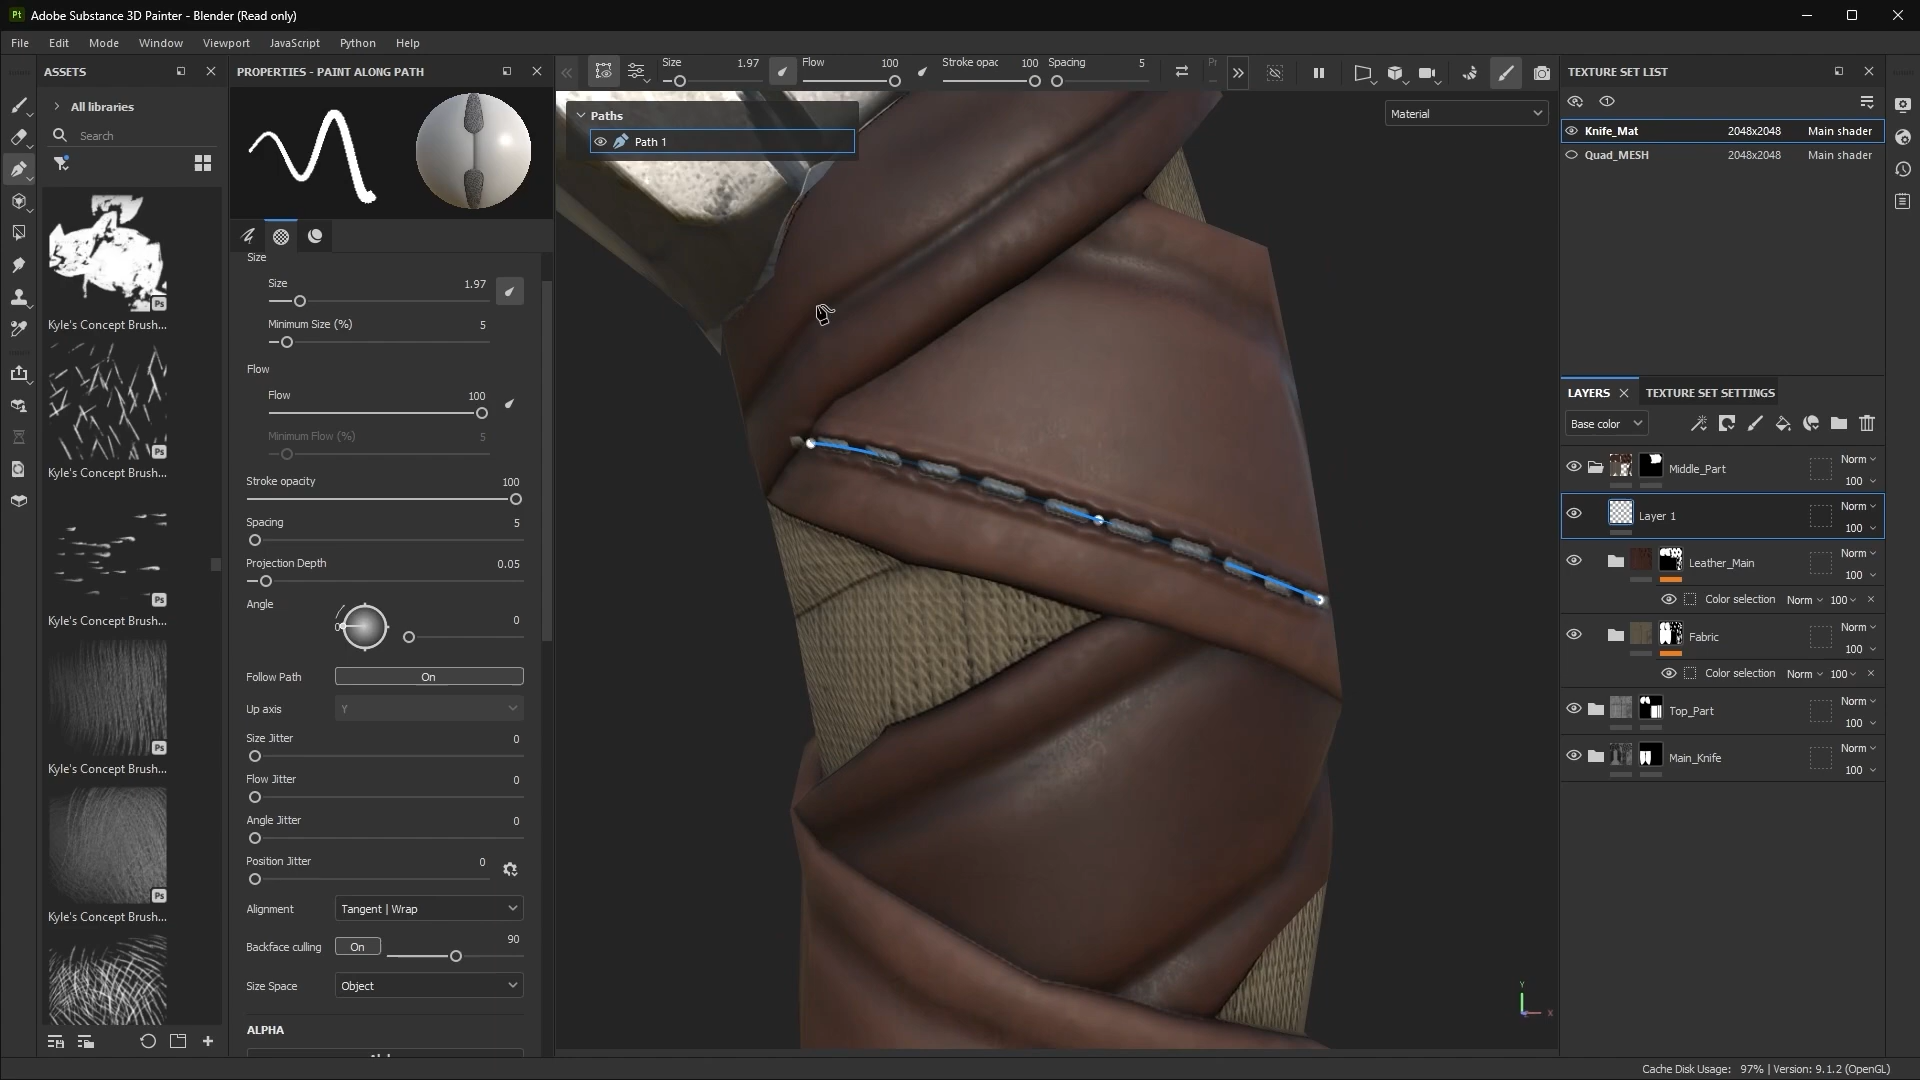 Pt Adobe Substance 3D Painter - Blender (Read only)
File Edit Mode Window Viewport JavaScript Python Help
ASSETS
All libraries
Search
Kyle's Concept Brush...
Ps
Kyle's Concept Brush...
Ps
Kyle's Concept Brush...
Ps
Kyle's Concept Brush...
Ps
Kyle's Concept Brush...
Ps
PROPERTIES - PAINT ALONG PATH
Size
Size 1.97
Minimum Size (%) 5
Flow
Flow 100
Minimum Flow (%) 5
Stroke opacity 100
Spacing 5
Projection Depth 0.05
Angle 0
0
Follow Path On
Up axis Y
Size Jitter 0
Flow Jitter 0
Angle Jitter 0
Position Jitter 0
Alignment Tangent | Wrap
Backface culling On 90
Size Space Object
ALPHA
Size 1.97 Flow 100 Stroke opac 100 Spacing 5
Paths
Path 1
Material
Y
X
TEXTURE SET LIST
Knife_Mat 2048x2048 Main shader
Quad_MESH 2048x2048 Main shader
LAYERS TEXTURE SET SETTINGS
Base color
Middle_Part Norm 100
Layer 1 Norm 100
Leather_Main Norm 100
Color selection Norm 100
Fabric Norm 100
Color selection Norm 100
Top_Part Norm 100
Main_Knife Norm 100
Cache Disk Usage: 97% | Version: 9.1.2 (OpenGL)